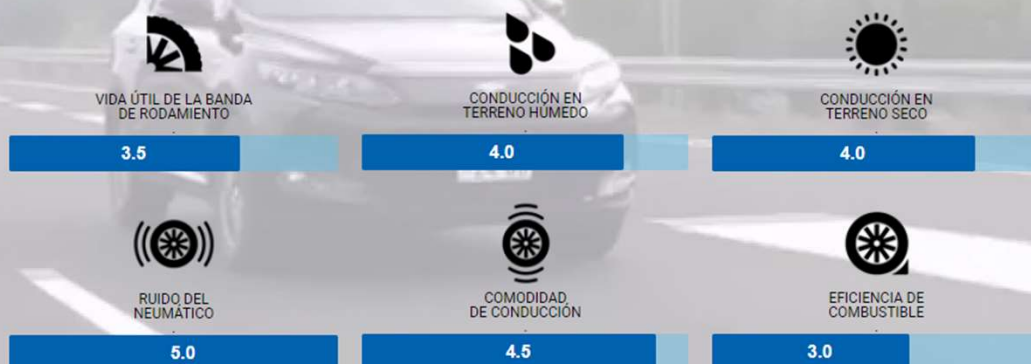 VIDA ÚTIL DE LA BANDA
DE RODAMIENTO
3.5
CONDUCCIÓN EN
TERRENO HÚMEDO
4.0
CONDUCCIÓN EN
TERRENO SECO
4.0
RUIDO DEL
NEUMÁTICO
5.0
COMODIDAD
DE CONDUCCIÓN
4.5
EFICIENCIA DE
COMBUSTIBLE
3.0